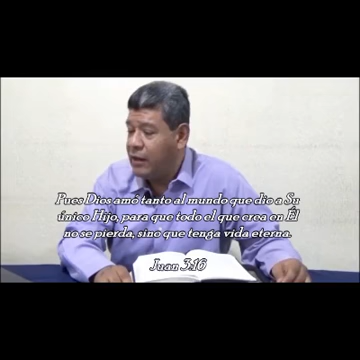 Pues Dios amó tanto al mundo que dio a Su
único Hijo, para que todo el que crea en Él
no se pierda, sino que tenga vida eterna.
Juan 3:16